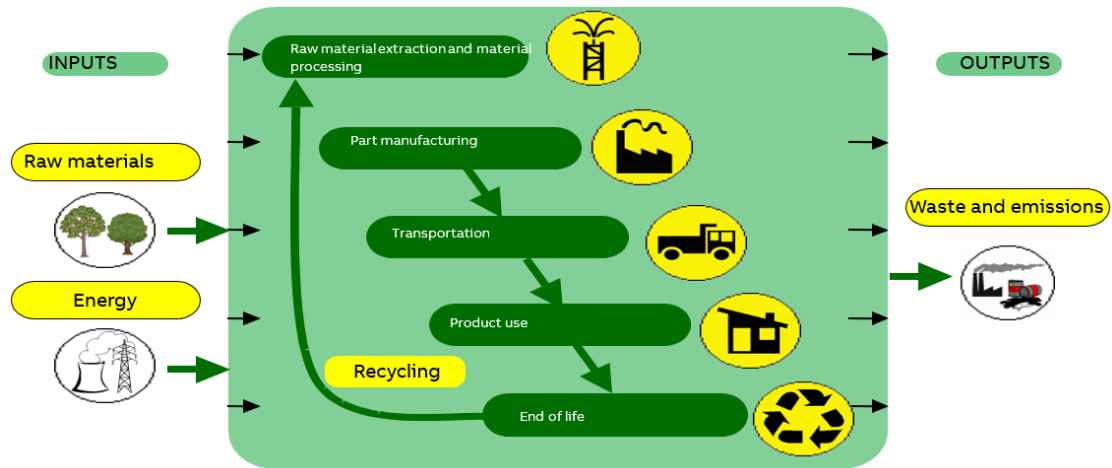 INPUTS
Raw materials
Energy
Raw material extraction and material
processing
Part manufacturing
Transportation
Product use
Recycling
End of life
OUTPUTS
Waste and emissions